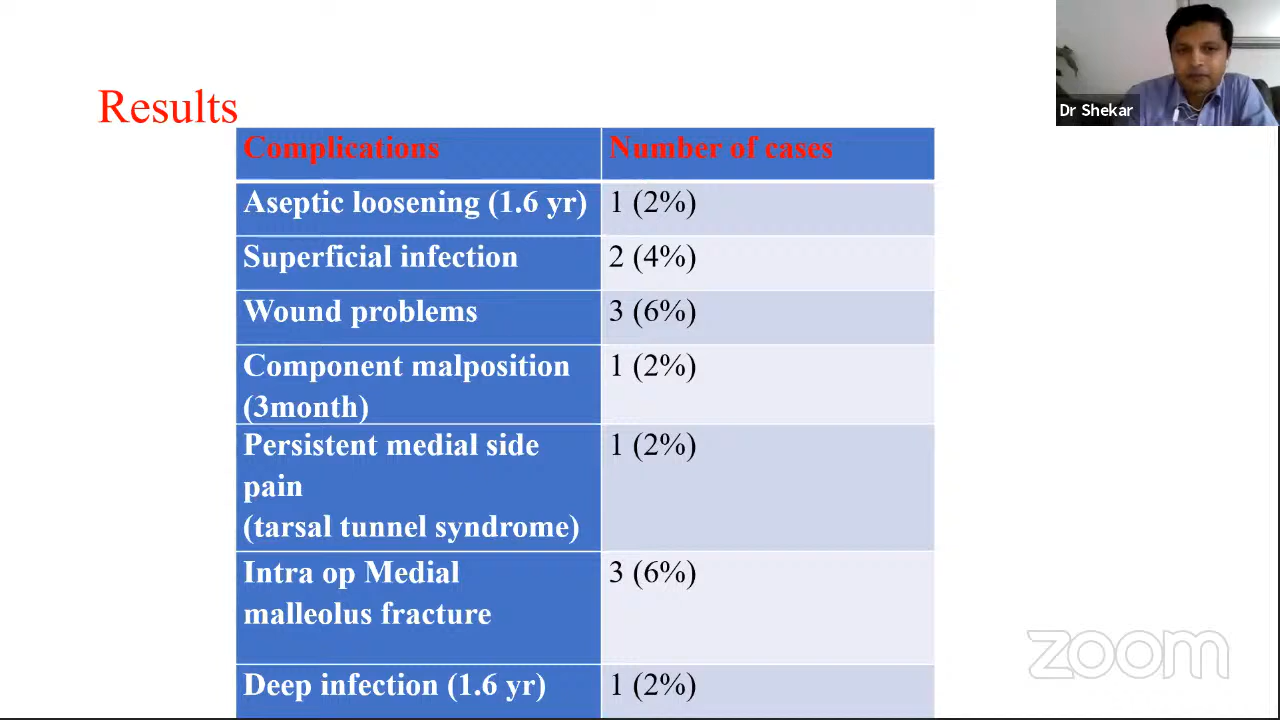 Dr Shekar
Results
Complications Number of cases
Aseptic loosening (1.6 yr) 1 (2%)
Superficial infection 2 (4%)
Wound problems 3 (6%)
Component malposition 1 (2%)
(3month)
Persistent medial side 1 (2%)
pain
(tarsal tunnel syndrome)
Intra op Medial 3 (6%)
malleolus fracture
Deep infection (1.6 yr) 1 (2%)
zoom